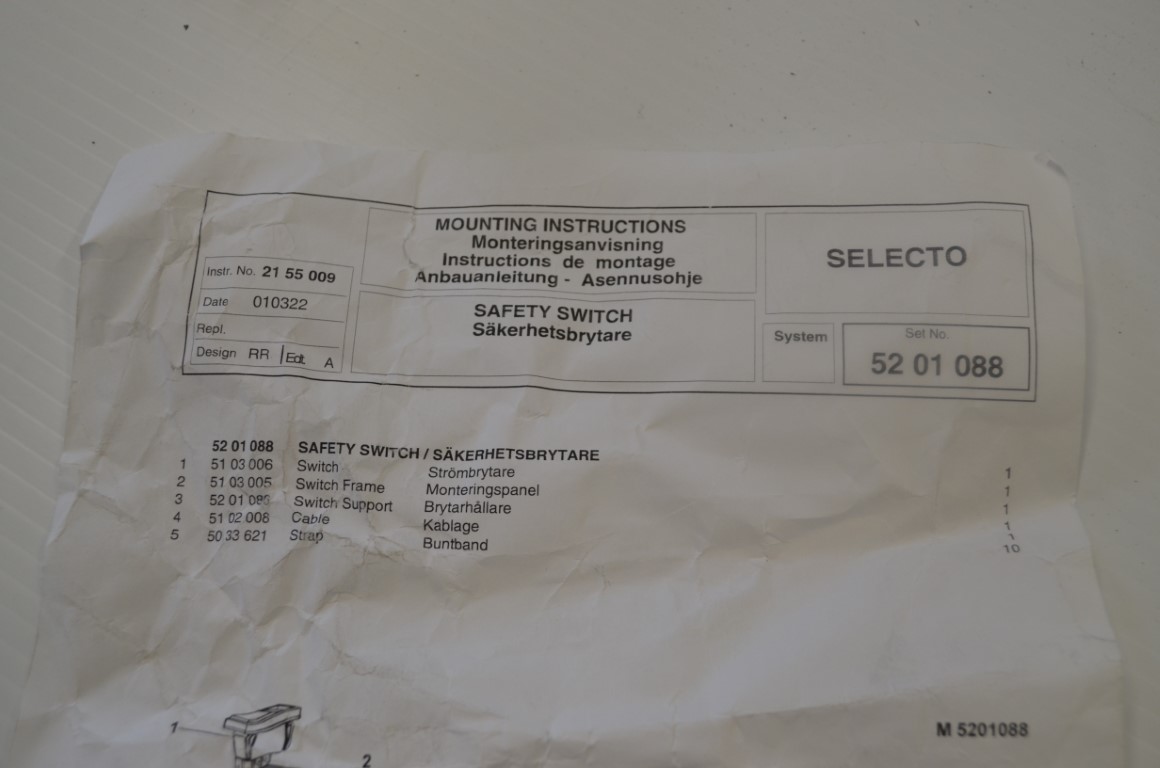 MOUNTING INSTRUCTIONS
Monteringsanvisning
Instructions de montage
Anbauanleitung - Asennusohje
SELECTO
Instr. No. 21 55 009
Date 010322
Repl.
Design RR Edt. A
SAFETY SWITCH
Säkerhetsbrytare
System
Set No.
52 01 088
52 01 088 SAFETY SWITCH / SÄKERHETSBRYTARE
1 51 03 006 Switch Strömbrytare 1
2 51 03 005 Switch Frame Monteringspanel 1
3 52 01 Switch Support Brytarhållare 1
4 51 02 008 Cable Kablage 1
5 50 33 621 Strap Buntband 10
1
2
M 5201088